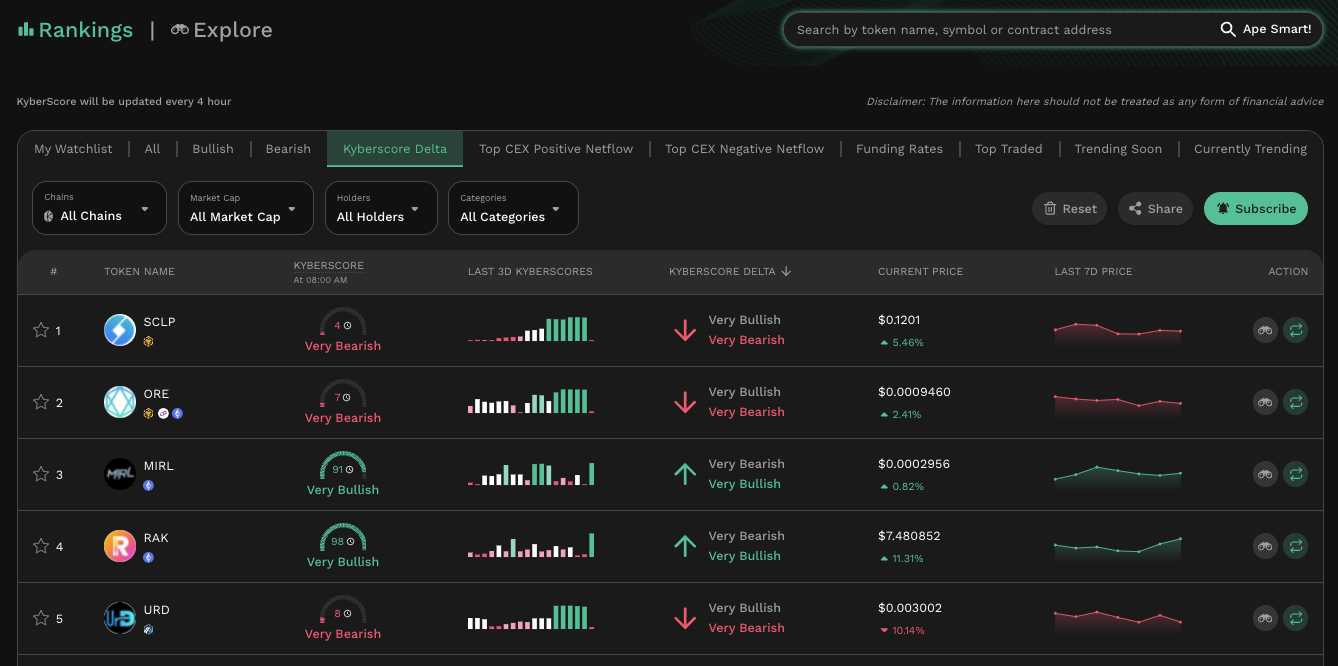 Rankings | Explore
Search by token name, symbol or contract address Ape Smart!
KyberScore will be updated every 4 hour
Disclaimer: The information here should not be treated as any form of financial advice
My Watchlist | All | Bullish | Bearish Kyberscore Delta Top CEX Positive Netflow | Top CEX Negative Netflow | Funding Rates | Top Traded | Trending Soon | Currently Trending
Chains Market Cap Holders Categories
All Chains All Market Cap All Holders All Categories Reset Share Subscribe
# TOKEN NAME KYBERSCORE LAST 3D KYBERSCORES KYBERSCORE DELTA CURRENT PRICE LAST 7D PRICE ACTION
At 08:00 AM
1 SCLP 4 Very Bullish $0.1201
Very Bearish Very Bearish 5.46%
2 ORE 7 Very Bullish $0.0009460
Very Bearish Very Bearish 2.41%
3 MIRL MIRL 91 Very Bearish $0.0002956
Very Bullish Very Bullish 0.82%
4 R RAK 98 Very Bearish $7.480852
Very Bullish Very Bullish 11.31%
5 UrD URD 8 Very Bullish $0.003002
Very Bearish Very Bearish 10.14%